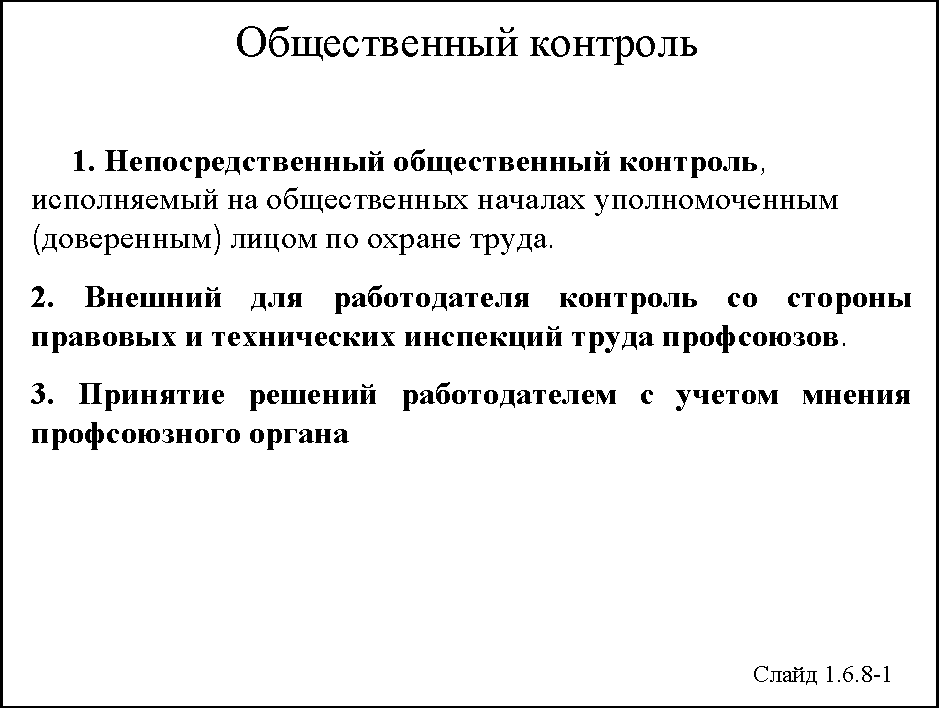 Общественный контроль
1. Непосредственный общественный контроль,
исполняемый на общественных началах уполномоченным
(доверенным) лицом по охране труда.
2. Внешний для работодателя контроль со стороны
правовых и технических инспекций труда профсоюзов.
3. Принятие решений работодателем с учетом мнения
профсоюзного органа
Слайд 1.6.8-1